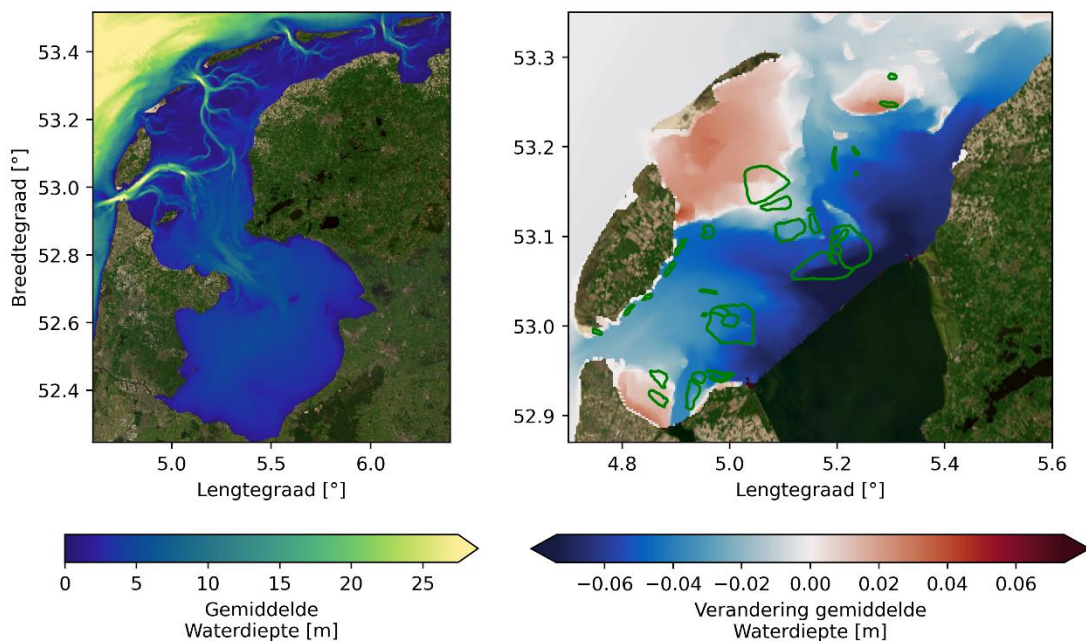 53.4
53.2
53.0
52.8
52.6
52.4
Breedtegraad [°]
5.0 5.5 6.0
Lengtegraad [°]
0 5 10 15 20 25
Gemiddelde
Waterdiepte [m]
53.3
53.2
53.1
53.0
52.9
4.8 5.0 5.2 5.4 5.6
Lengtegraad [°]
−0.06 −0.04 −0.02 0.00 0.02 0.04 0.06
Verandering gemiddelde
Waterdiepte [m]